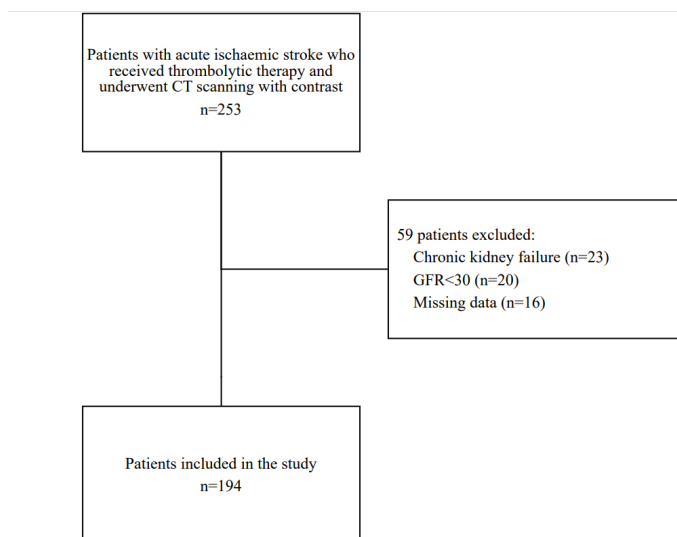 Patients with acute ischaemic stroke who
received thrombolytic therapy and
underwent CT scanning with contrast
n=253
59 patients excluded:
Chronic kidney failure (n=23)
GFR<30 (n=20)
Missing data (n=16)
Patients included in the study
n=194